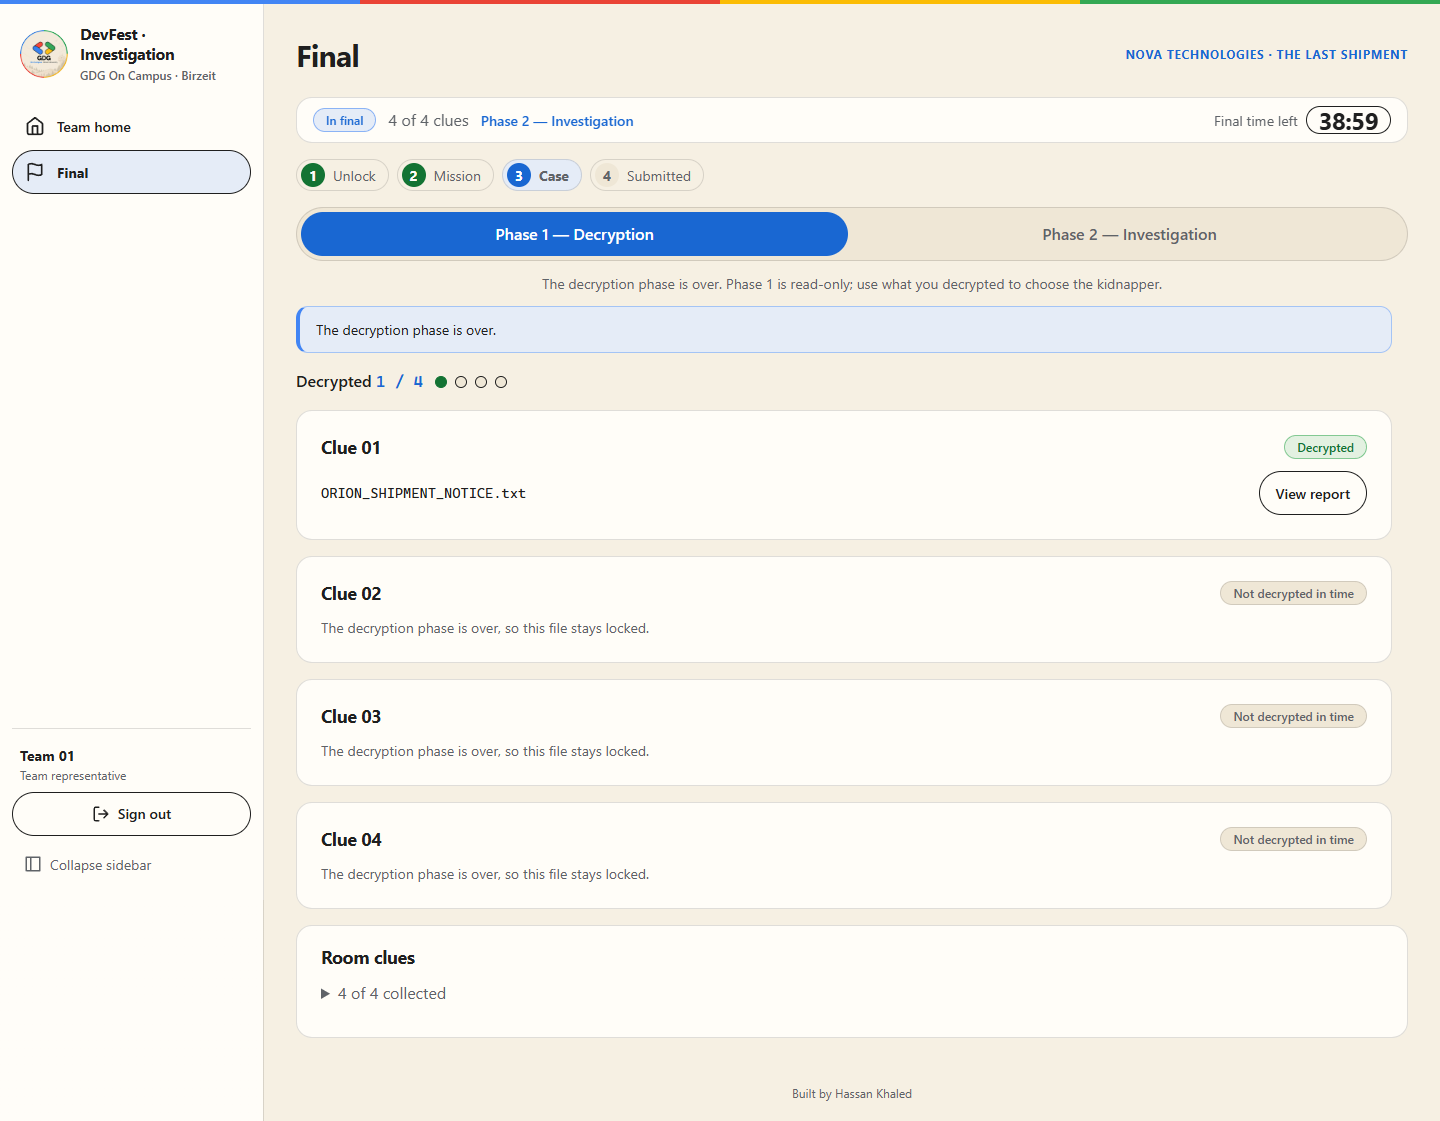 DevFest ·
Investigation
GDG On Campus · Birzeit
GDG
Team home
Final
Team 01
Team representative
Sign out
Collapse sidebar
Final
NOVA TECHNOLOGIES · THE LAST SHIPMENT
In final 4 of 4 clues Phase 2 — Investigation Final time left 38:59
1 Unlock 2 Mission 3 Case 4 Submitted
Phase 1 — Decryption Phase 2 — Investigation
The decryption phase is over. Phase 1 is read-only; use what you decrypted to choose the kidnapper.
The decryption phase is over.
Decrypted 1 / 4
Clue 01 Decrypted
ORION_SHIPMENT_NOTICE.txt View report
Clue 02 Not decrypted in time
The decryption phase is over, so this file stays locked.
Clue 03 Not decrypted in time
The decryption phase is over, so this file stays locked.
Clue 04 Not decrypted in time
The decryption phase is over, so this file stays locked.
Room clues
4 of 4 collected
Built by Hassan Khaled